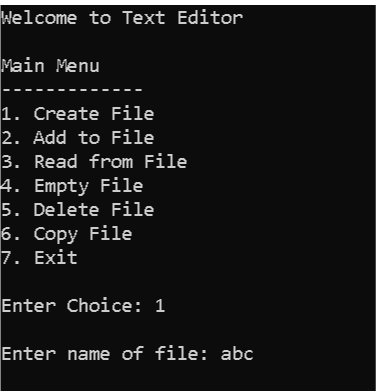 Welcome to Text Editor
Main Menu
-------------
1. Create File
2. Add to File
3. Read from File
4. Empty File
5. Delete File
6. Copy File
7. Exit
Enter Choice: 1
Enter name of file: abc